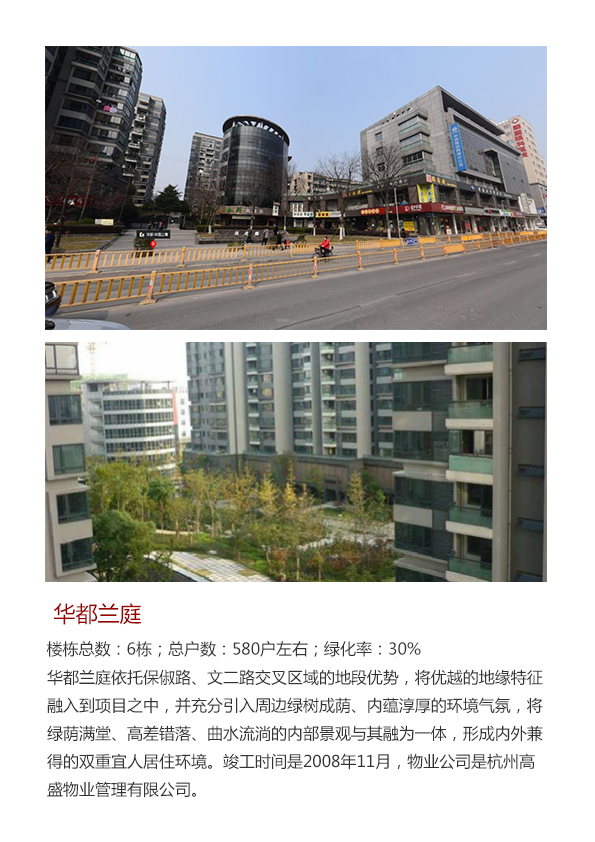 华都兰庭
楼栋总数：6栋；总户数：580户左右；绿化率：30%
华都兰庭依托保俶路、文二路交叉区域的地段优势，将优越的地缘特征
融入到项目之中，并充分引入周边绿树成荫、内蕴淳厚的环境气氛，将
绿荫满堂、高差错落、曲水流淌的内部景观与其融为一体，形成内外兼
得的双重宜人居住环境。竣工时间是2008年11月，物业公司是杭州高
盛物业管理有限公司。